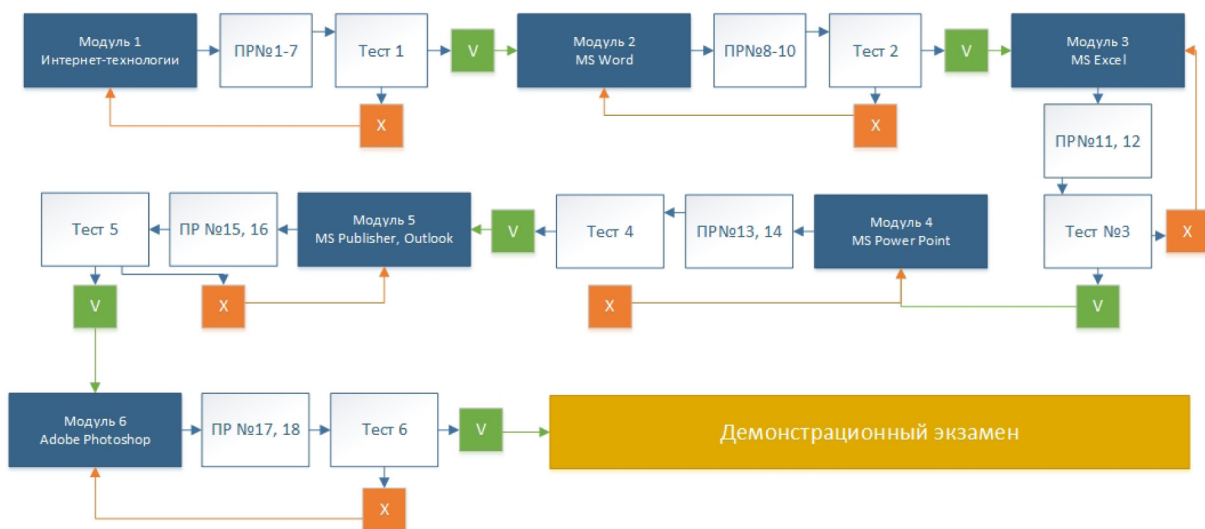 Модуль 1
Интернет-технологии
ПР№1-7
Тест 1
V
Модуль 2
MS Word
ПР№8-10
Тест 2
V
Модуль 3
MS Excel
X
X
ПР№11, 12
Тест 5
ПР №15, 16
Модуль 5
MS Publisher, Outlook
V
Тест 4
ПР№13, 14
Модуль 4
MS Power Point
Тест №3
X
V
X
X
V
Модуль 6
Adobe Photoshop
ПР №17, 18
Тест 6
V
Демонстрационный экзамен
X